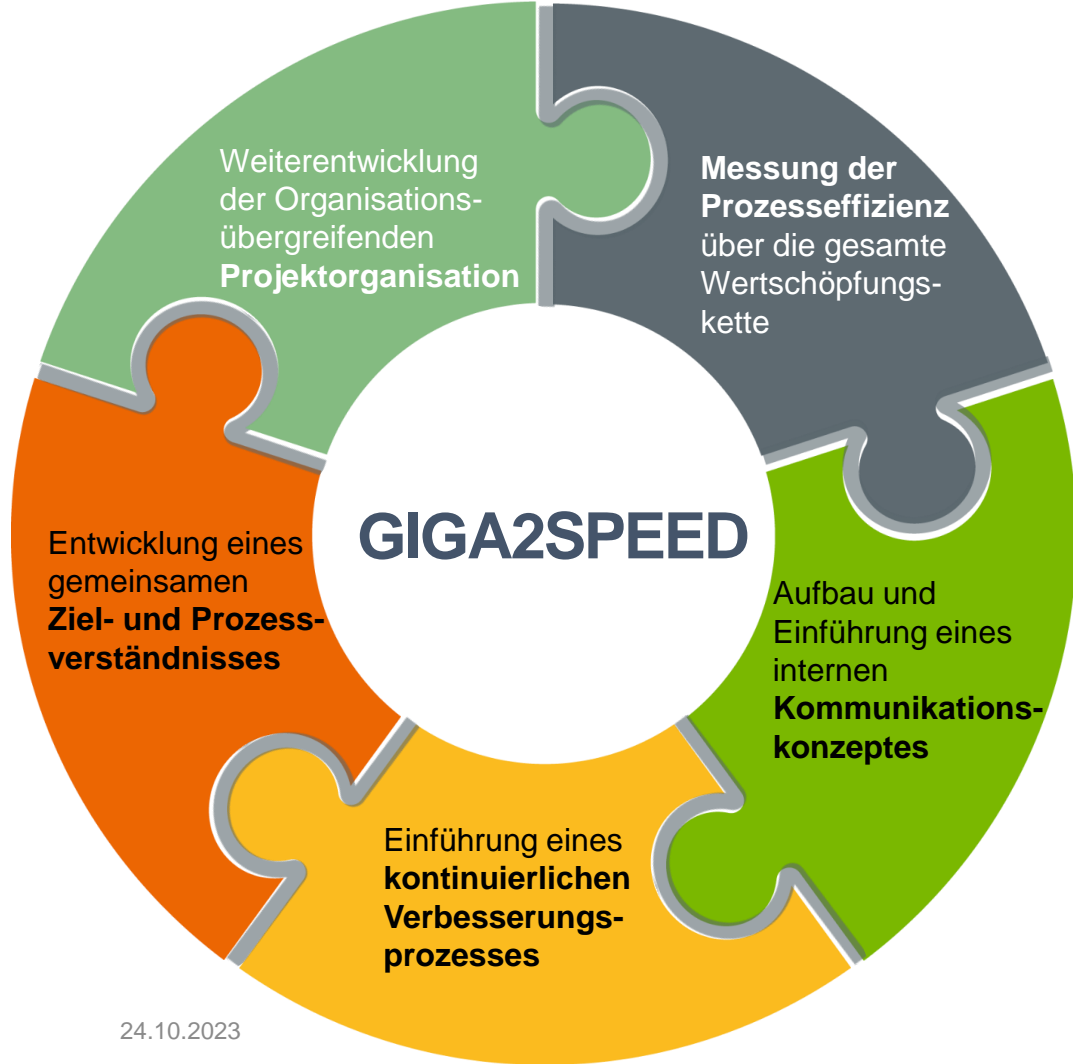 Weiterentwicklung
der Organisations-
übergreifenden
Projektorganisation
Messung der
Prozesseffizienz
über die gesamte
Wertschöpfungs-
kette
GIGA2SPEED
Entwicklung eines
gemeinsamen
Ziel- und Prozess-
verständnisses
Aufbau und
Einführung eines
internen
Kommunikations-
konzeptes
Einführung eines
kontinuierlichen
Verbesserungs-
prozesses
24.10.2023